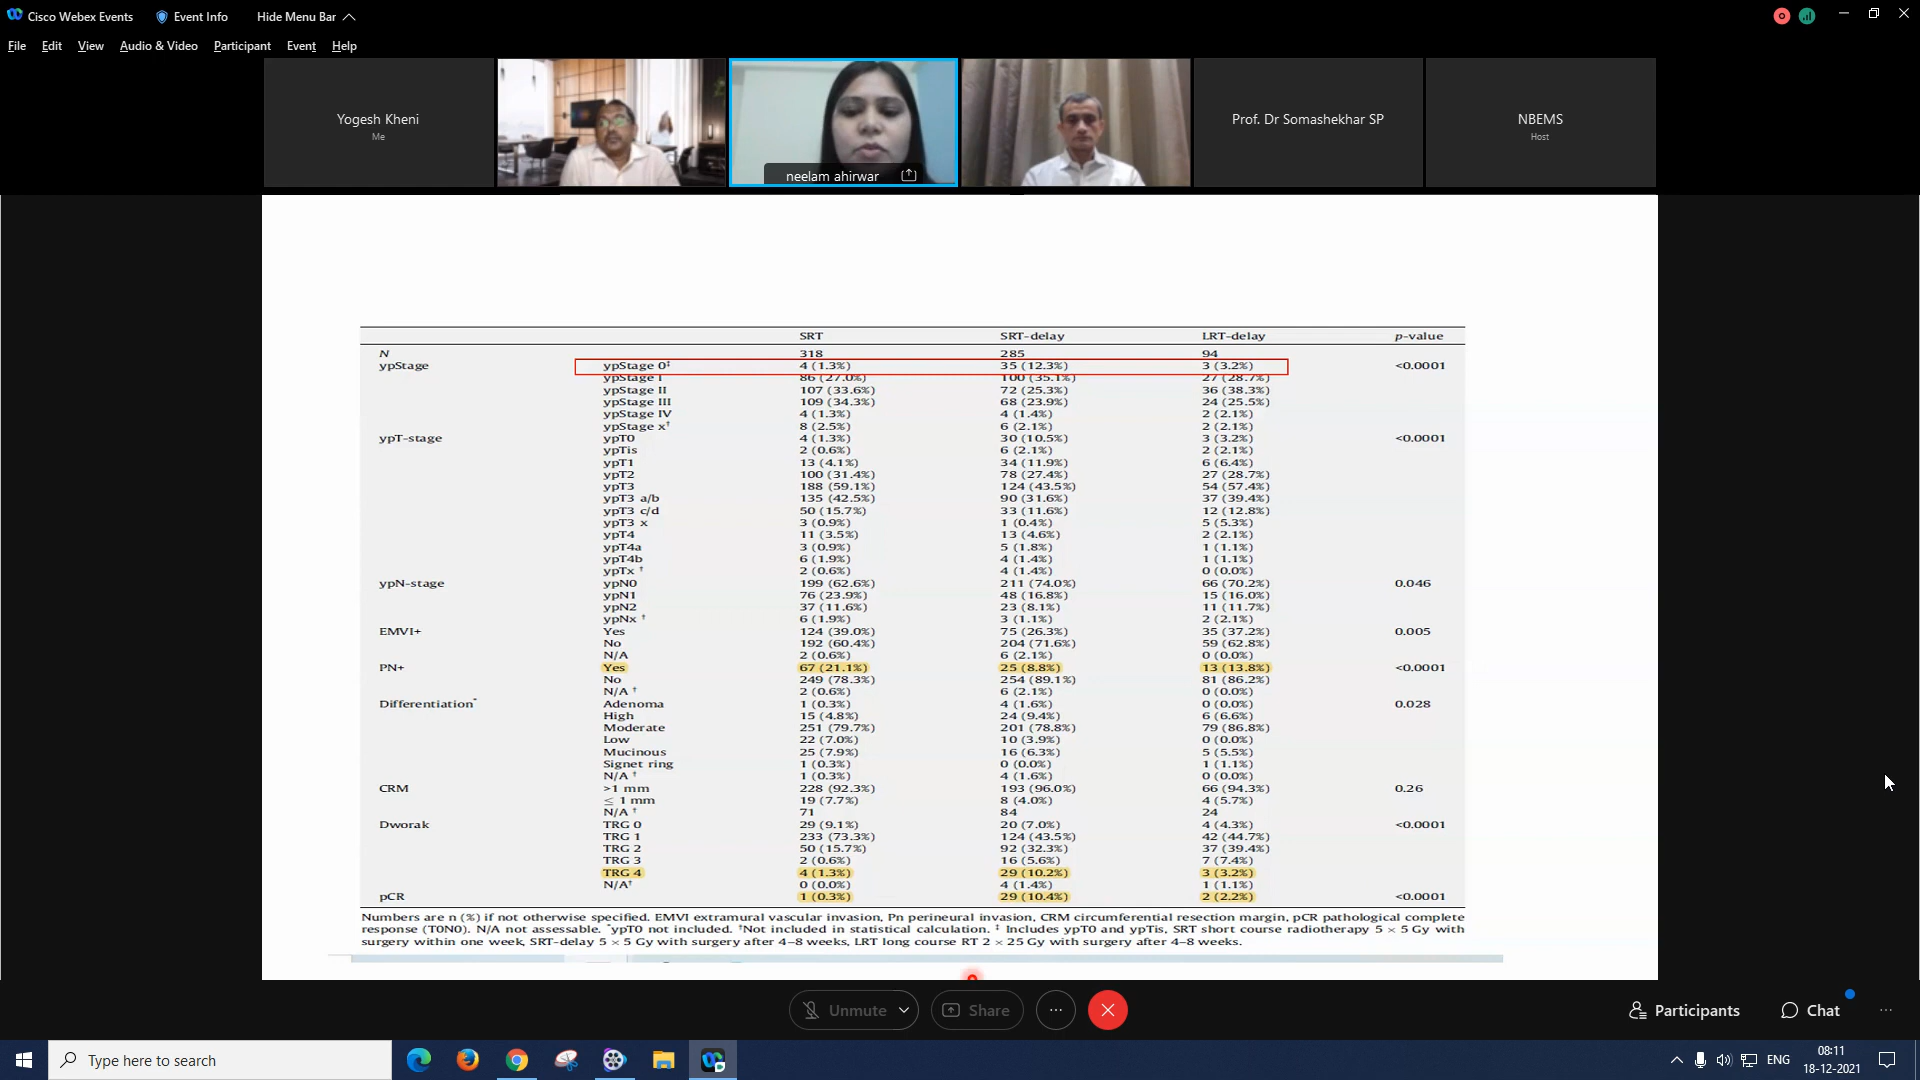 Cisco Webex Events Event Info Hide Menu Bar
File Edit View Audio & Video Participant Event Help
Yogesh Kheni
Me
neelam ahirwar
Prof. Dr Somashekhar SP
NBEMS
Host
SRT SRT-delay LRT-delay p-value
N 318 285 94
ypStage ypStage 0‡ 4 (1.3%) 35 (12.3%) 3 (3.2%) <0.0001
ypStage I 86 (27.0%) 100 (35.1%) 27 (28.7%)
ypStage II 107 (33.6%) 72 (25.3%) 36 (38.3%)
ypStage III 109 (34.3%) 68 (23.9%) 24 (25.5%)
ypStage IV 4 (1.3%) 4 (1.4%) 2 (2.1%)
ypStage x† 8 (2.5%) 6 (2.1%) 2 (2.1%)
ypT-stage ypT0 4 (1.3%) 30 (10.5%) 3 (3.2%) <0.0001
ypTis 2 (0.6%) 6 (2.1%) 2 (2.1%)
ypT1 13 (4.1%) 34 (11.9%) 6 (6.4%)
ypT2 100 (31.4%) 78 (27.4%) 27 (28.7%)
ypT3 188 (59.1%) 124 (43.5%) 54 (57.4%)
ypT3 a/b 135 (42.5%) 90 (31.6%) 37 (39.4%)
ypT3 c/d 50 (15.7%) 33 (11.6%) 12 (12.8%)
ypT3 x 3 (0.9%) 1 (0.4%) 5 (5.3%)
ypT4 11 (3.5%) 13 (4.6%) 2 (2.1%)
ypT4a 3 (0.9%) 5 (1.8%) 1 (1.1%)
ypT4b 6 (1.9%) 4 (1.4%) 1 (1.1%)
ypTx † 2 (0.6%) 4 (1.4%) 0 (0.0%)
ypN-stage ypN0 199 (62.6%) 211 (74.0%) 66 (70.2%) 0.046
ypN1 76 (23.9%) 48 (16.8%) 15 (16.0%)
ypN2 37 (11.6%) 23 (8.1%) 11 (11.7%)
ypNx † 6 (1.9%) 3 (1.1%) 2 (2.1%)
EMVI+ Yes 124 (39.0%) 75 (26.3%) 35 (37.2%) 0.005
No 192 (60.4%) 204 (71.6%) 59 (62.8%)
N/A 2 (0.6%) 6 (2.1%) 0 (0.0%)
PN+ Yes 67 (21.1%) 25 (8.8%) 13 (13.8%) <0.0001
No 249 (78.3%) 254 (89.1%) 81 (86.2%)
N/A † 2 (0.6%) 6 (2.1%) 0 (0.0%)
Differentiation* Adenoma 1 (0.3%) 4 (1.6%) 0 (0.0%) 0.028
High 15 (4.8%) 24 (9.4%) 6 (6.6%)
Moderate 251 (79.7%) 201 (78.8%) 79 (86.8%)
Low 22 (7.0%) 10 (3.9%) 0 (0.0%)
Mucinous 25 (7.9%) 16 (6.3%) 5 (5.5%)
Signet ring 1 (0.3%) 0 (0.0%) 1 (1.1%)
N/A † 1 (0.3%) 4 (1.6%) 0 (0.0%)
CRM >1 mm 228 (92.3%) 193 (96.0%) 66 (94.3%) 0.26
≤ 1 mm 19 (7.7%) 8 (4.0%) 4 (5.7%)
N/A † 71 84 24
Dworak TRG 0 29 (9.1%) 20 (7.0%) 4 (4.3%) <0.0001
TRG 1 233 (73.3%) 124 (43.5%) 42 (44.7%)
TRG 2 50 (15.7%) 92 (32.3%) 37 (39.4%)
TRG 3 2 (0.6%) 16 (5.6%) 7 (7.4%)
TRG 4 4 (1.3%) 29 (10.2%) 3 (3.2%)
N/A† 0 (0.0%) 4 (1.4%) 1 (1.1%)
pCR 1 (0.3%) 29 (10.4%) 2 (2.2%) <0.0001
Numbers are n (%) if not otherwise specified. EMVI extramural vascular invasion, Pn perineural invasion, CRM circumferential resection margin, pCR pathological complete
response (T0N0). N/A not assessable. *ypT0 not included. †Not included in statistical calculation. ‡ Includes ypT0 and ypTis, SRT short course radiotherapy 5 × 5 Gy with
surgery within one week, SRT-delay 5 × 5 Gy with surgery after 4–8 weeks, LRT long course RT 2 × 25 Gy with surgery after 4–8 weeks.
Unmute Share Participants Chat
Type here to search ENG 08:11
18-12-2021